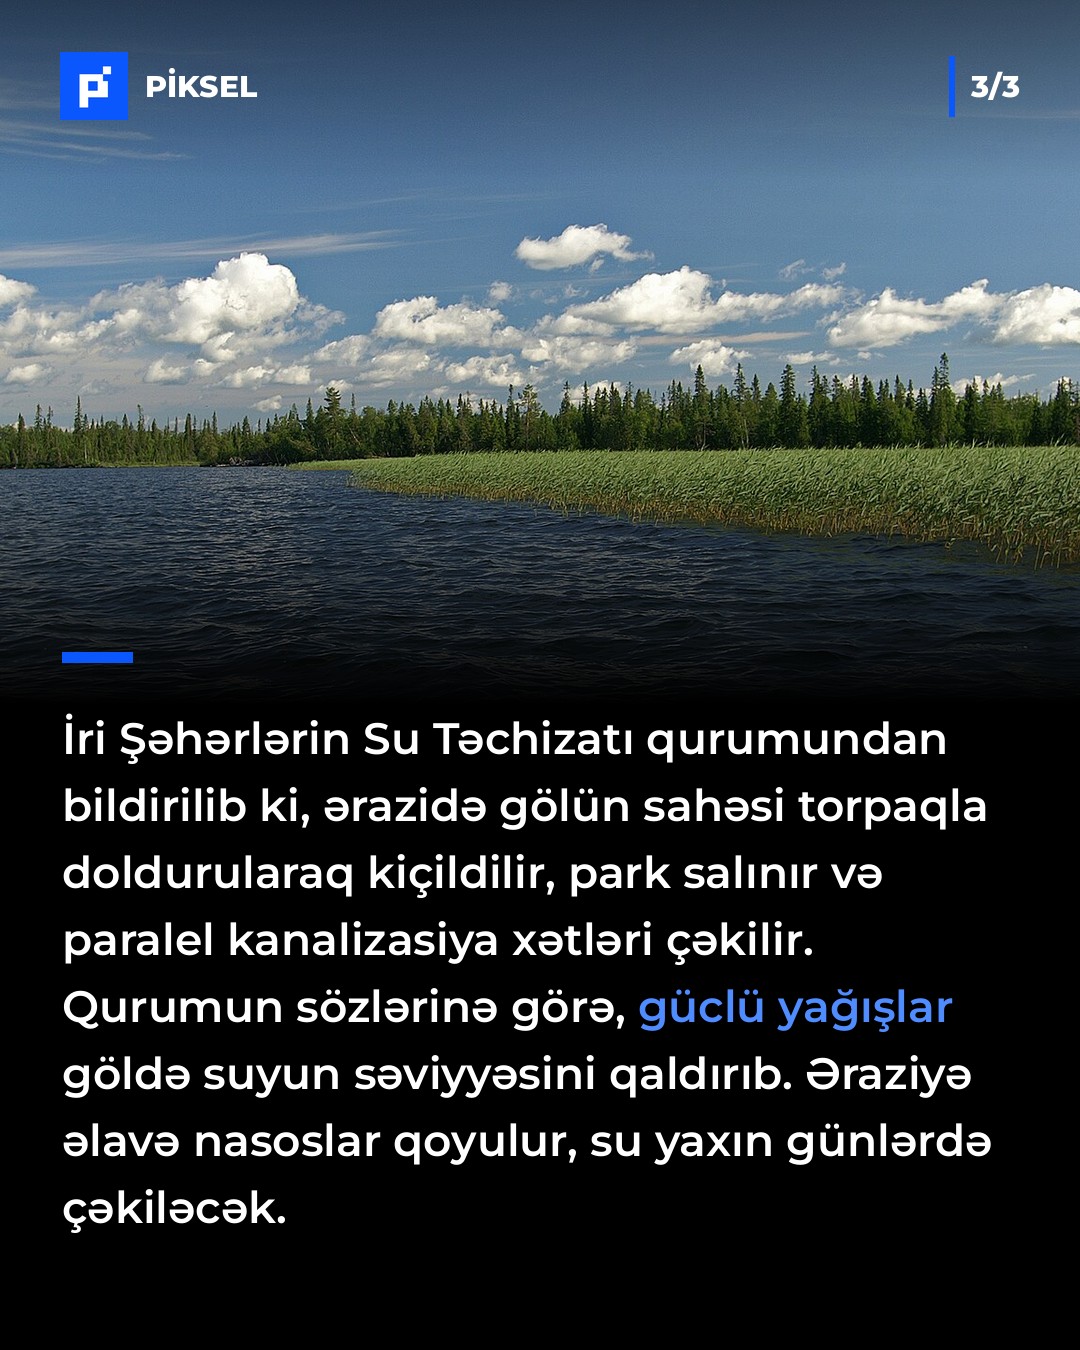 PİKSEL
3/3
İri Şəhərlərin Su Təchizatı qurumundan
bildirilib ki, ərazidə gölün sahəsi torpaqla
doldurularaq kiçildilir, park salınır və
paralel kanalizasiya xətləri çəkilir.
Qurumun sözlərinə görə, güclü yağışlar
göldə suyun səviyyəsini qaldırıb. Əraziyə
əlavə nasoslar qoyulur, su yaxın günlərdə
çəkiləcək.